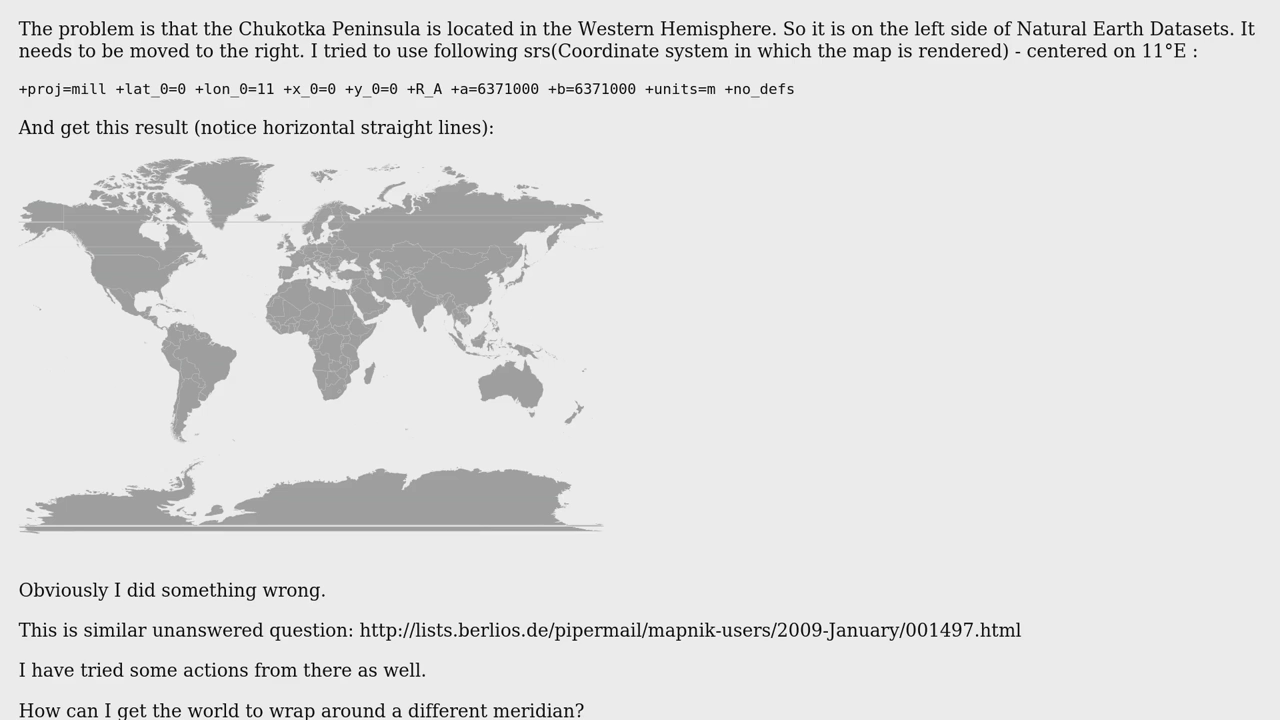 The problem is that the Chukotka Peninsula is located in the Western Hemisphere. So it is on the left side of Natural Earth Datasets. It
needs to be moved to the right. I tried to use following srs(Coordinate system in which the map is rendered) - centered on 11°E :
+proj=mill +lat_0=0 +lon_0=11 +x_0=0 +y_0=0 +R_A +a=6371000 +b=6371000 +units=m +no_defs
And get this result (notice horizontal straight lines):
Obviously I did something wrong.
This is similar unanswered question: http://lists.berlios.de/pipermail/mapnik-users/2009-January/001497.html
I have tried some actions from there as well.
How can I get the world to wrap around a different meridian?